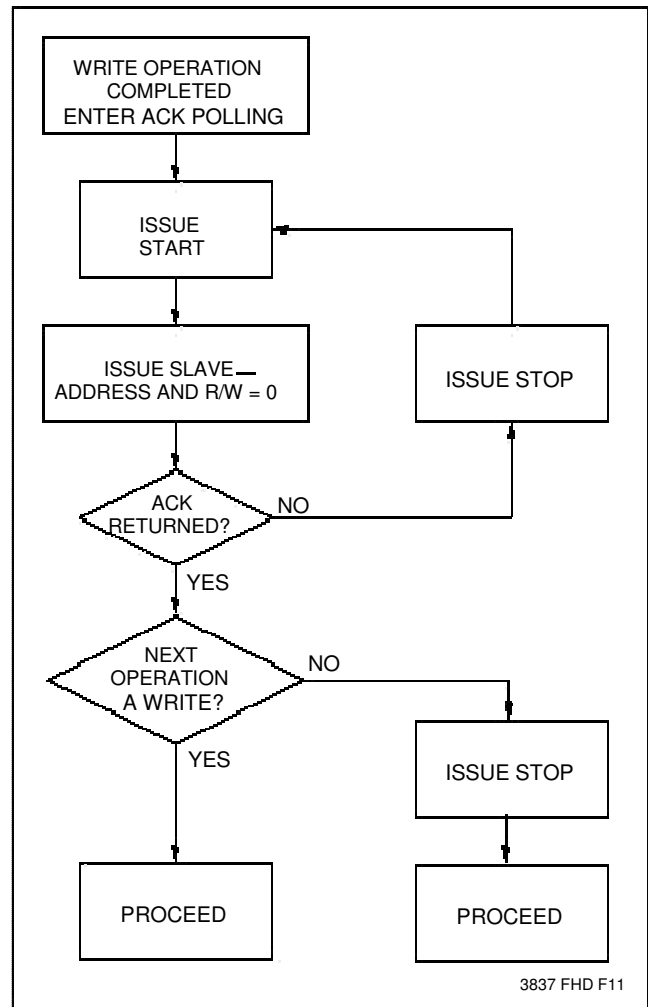 WRITE OPERATION
COMPLETED
ENTER ACK POLLING
ISSUE
START
ISSUE SLAVE
ADDRESS AND R/W = 0
ISSUE STOP
ACK
RETURNED?
NO
YES
NEXT
OPERATION
A WRITE?
NO
YES
ISSUE STOP
PROCEED
PROCEED
3837 FHD F11